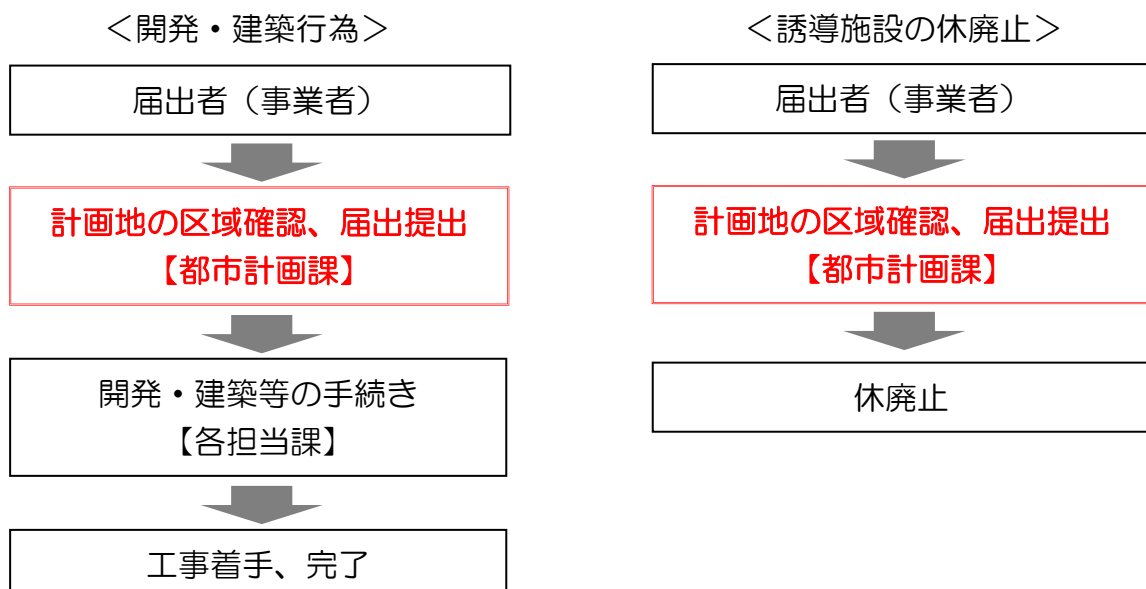 ＜開発・建築行為＞
届出者（事業者）
計画地の区域確認、届出提出
【都市計画課】
開発・建築等の手続き
【各担当課】
工事着手、完了
＜誘導施設の休廃止＞
届出者（事業者）
計画地の区域確認、届出提出
【都市計画課】
休廃止